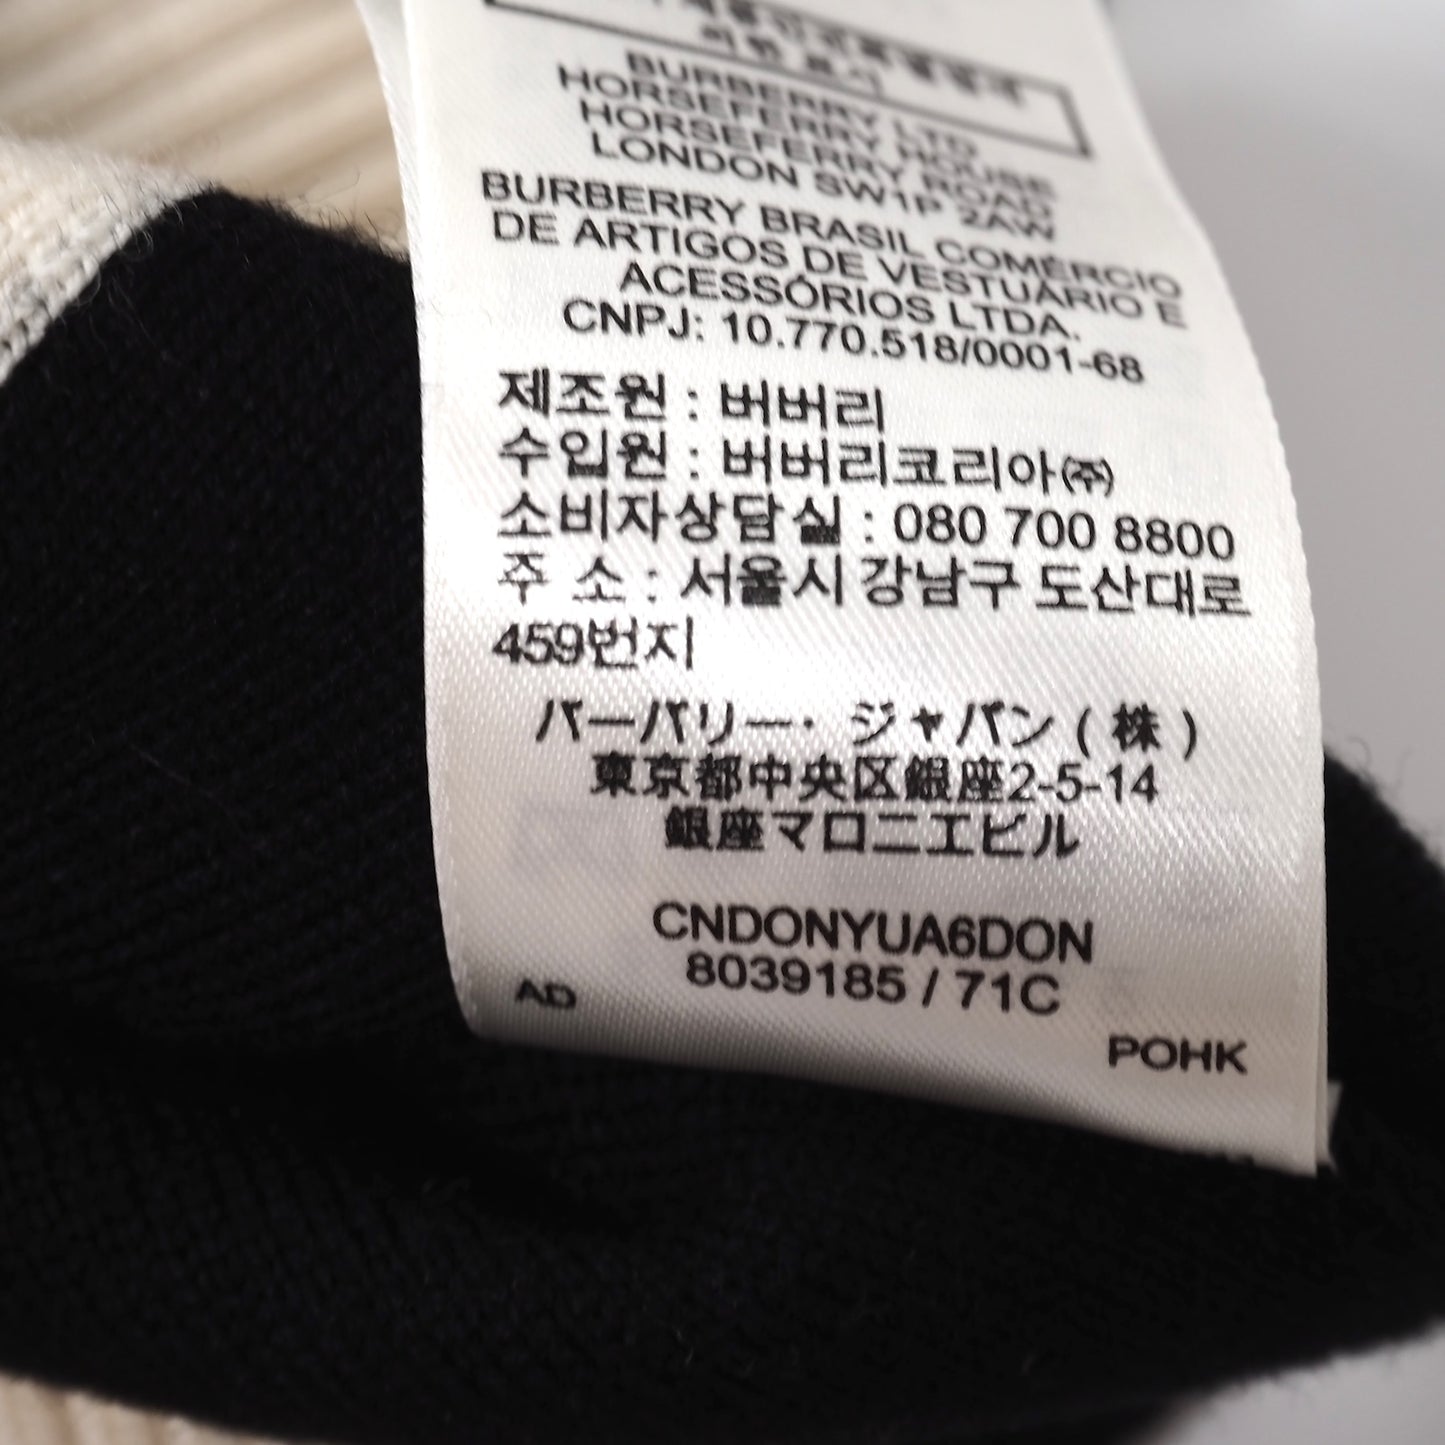 BURBERRY LTD
HORSEFERRY HOUSE
HORSEFERRY ROAD
LONDON SW1P 2AW
BURBERRY BRASIL COMÉRCIO
DE ARTIGOS DE VESTUÁRIO E
ACESSÓRIOS LTDA.
CNPJ: 10.770.518/0001-68
제조원 : 버버리
수입원 : 버버리코리아㈜
소비자상담실 : 080 700 8800
주 소 : 서울시 강남구 도산대로
459번지
バーバリー・ジャパン(株)
東京都中央区銀座2-5-14
銀座マロニエビル
CNDONYUA6DON
8039185 / 71C
AD
POHK